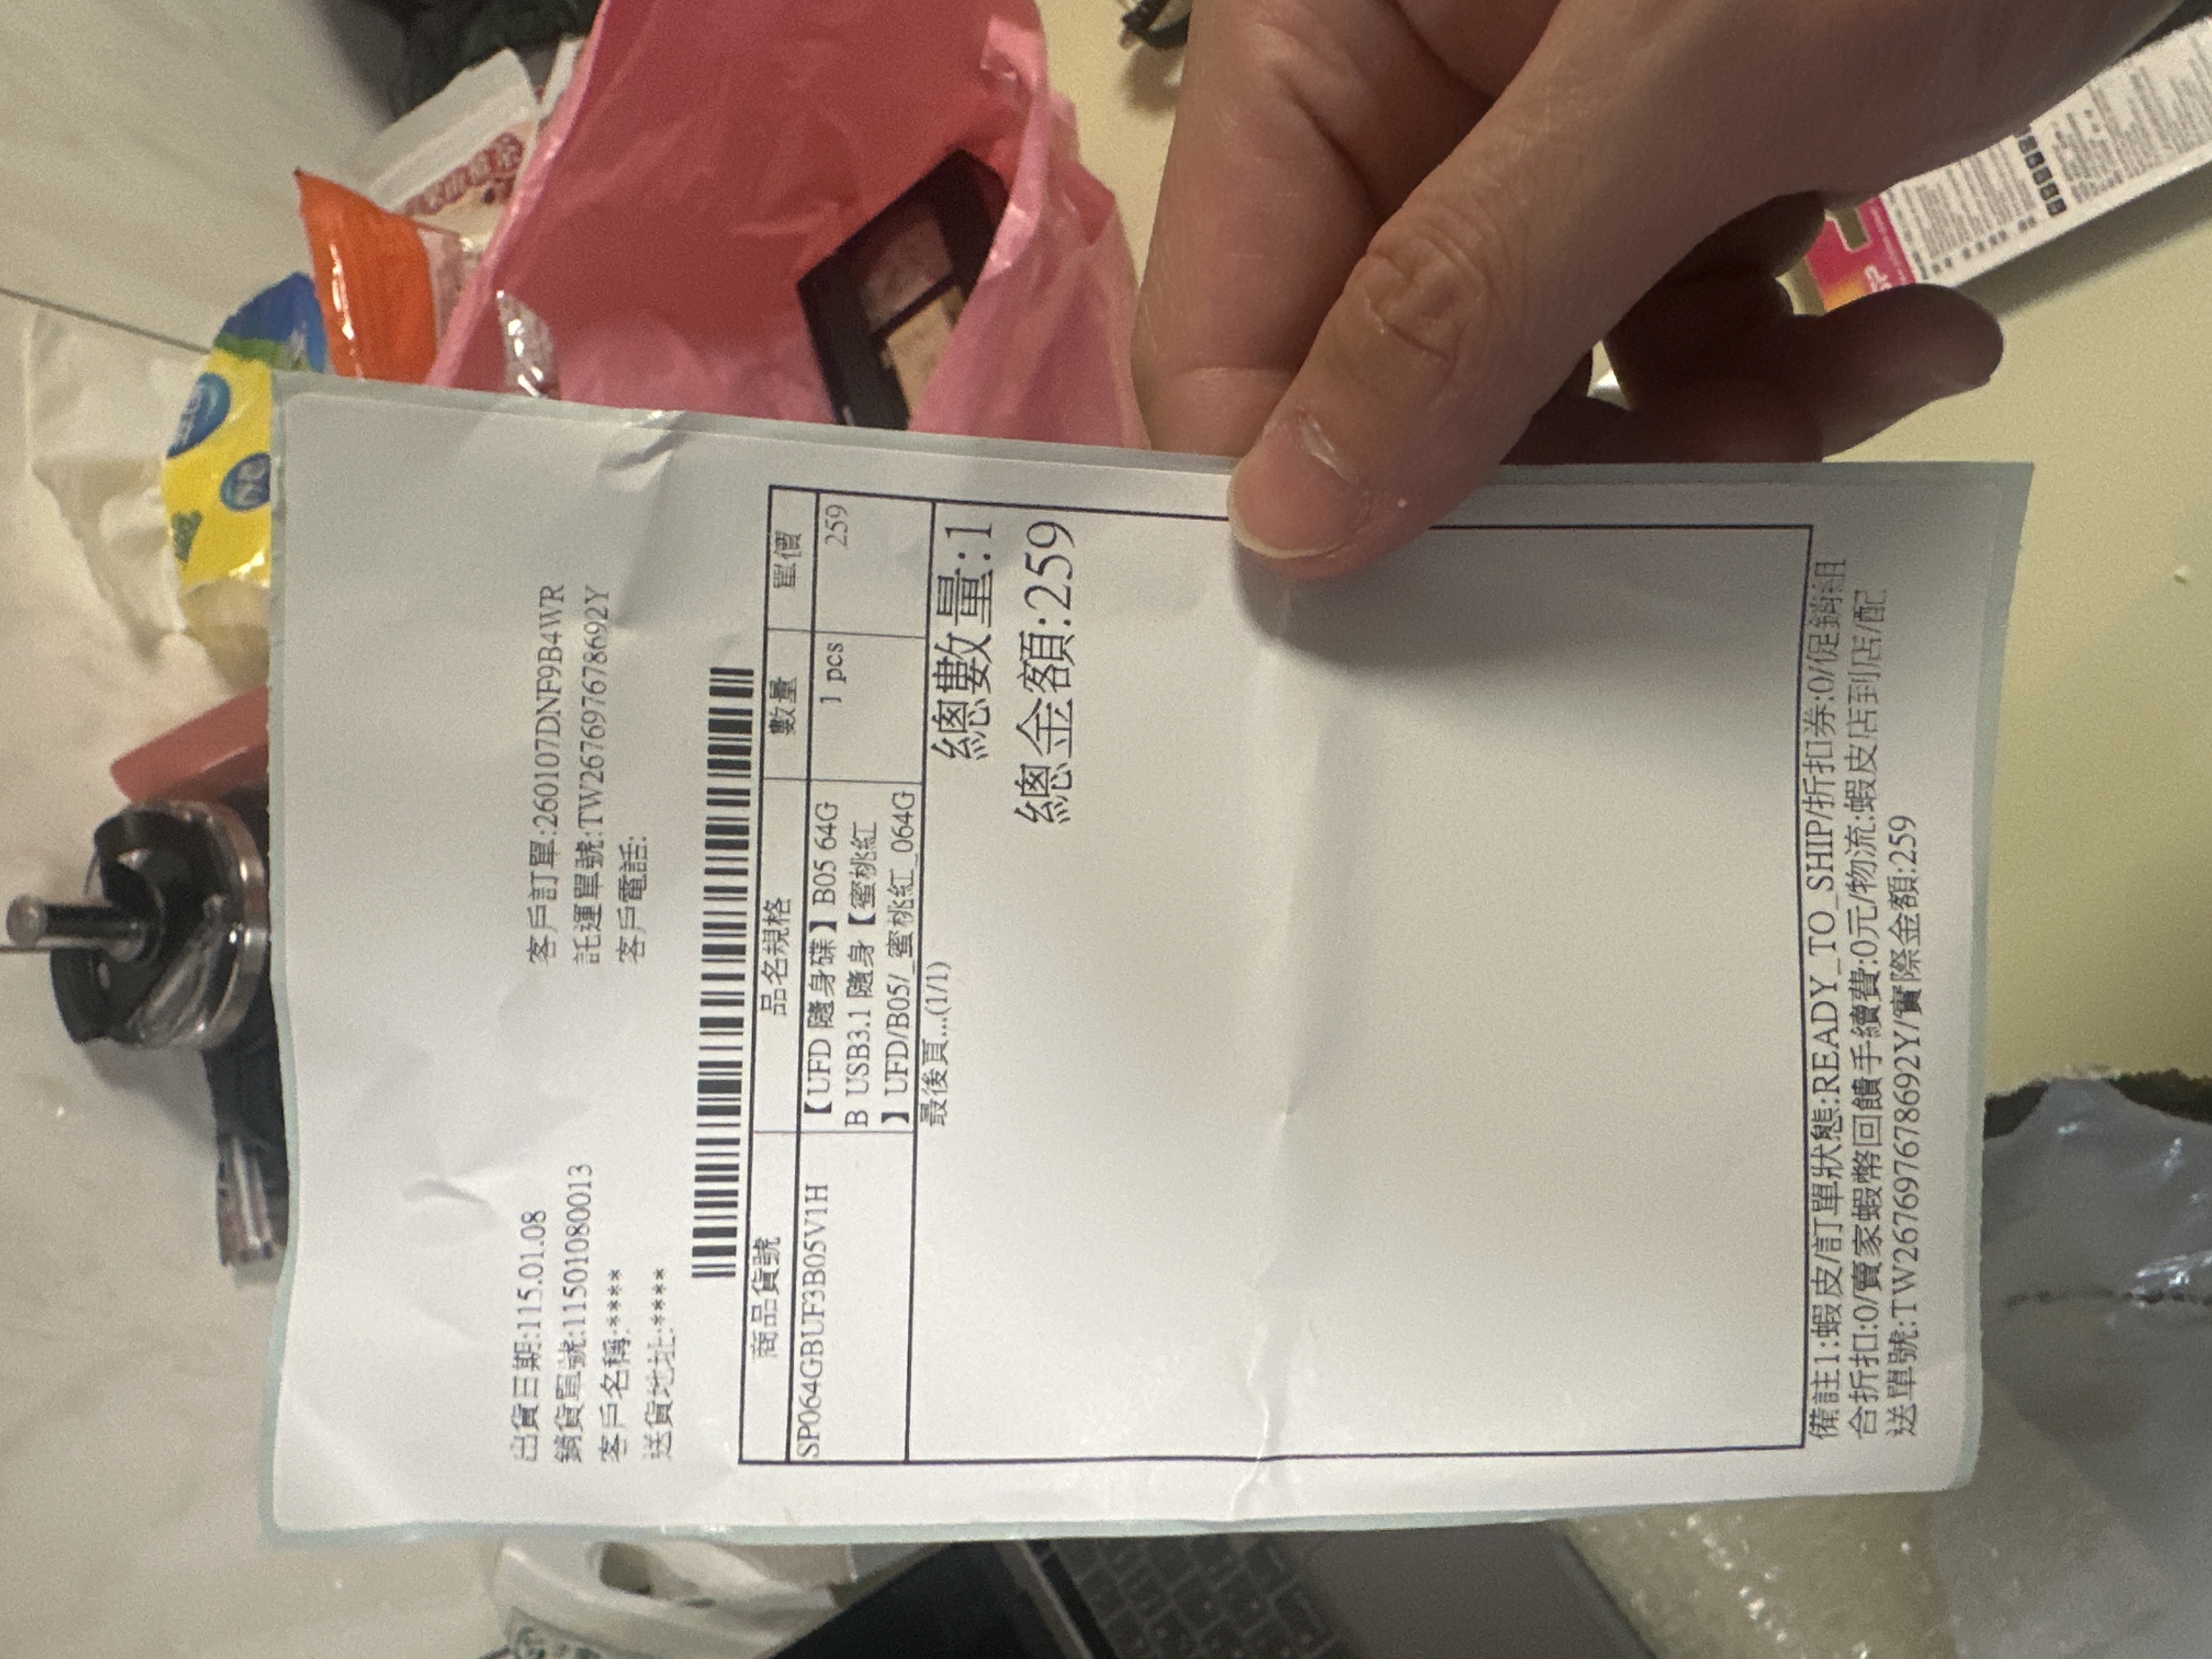 出貨日期:115.01.08
客戶訂單:260107DNF9B4WR
銷貨單號:11501080013
託運單號:TW267697678692Y
客戶名稱:****
客戶電話:
送貨地址:****
商品貨號 品名規格 數量 單價
SP064GBUF3B05V1H 【UFD 隨身碟】B05 64G 1 pcs 259
B USB3.1 隨身【蜜桃紅
】UFD/B05/_蜜桃紅_064G
最後頁...(1/1)
總數量:1
總金額:259
備註1:蝦皮/訂單狀態:READY_TO_SHIP/折扣券:0/促銷組
合折扣:0/賣家蝦幣回饋手續費:0元/物流:蝦皮店到店/配
送單號:TW267697678692Y/實際金額:259